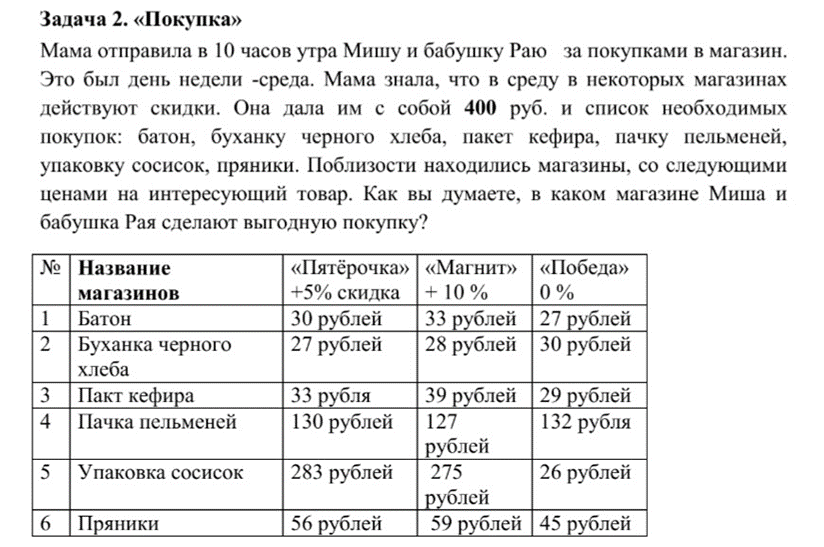 Задача 2. «Покупка»
Мама отправила в 10 часов утра Мишу и бабушку Раю за покупками в магазин.
Это был день недели -среда. Мама знала, что в среду в некоторых магазинах
действуют скидки. Она дала им с собой 400 руб. и список необходимых
покупок: батон, буханку черного хлеба, пакет кефира, пачку пельменей,
упаковку сосисок, пряники. Поблизости находились магазины, со следующими
ценами на интересующий товар. Как вы думаете, в каком магазине Миша и
бабушка Рая сделают выгодную покупку?
№ Название магазинов «Пятёрочка» +5% скидка «Магнит» + 10 % «Победа» 0 %
1 Батон 30 рублей 33 рублей 27 рублей
2 Буханка черного хлеба 27 рублей 28 рублей 30 рублей
3 Пакт кефира 33 рубля 39 рублей 29 рублей
4 Пачка пельменей 130 рублей 127 рублей 132 рубля
5 Упаковка сосисок 283 рублей 275 рублей 26 рублей
6 Пряники 56 рублей 59 рублей 45 рублей